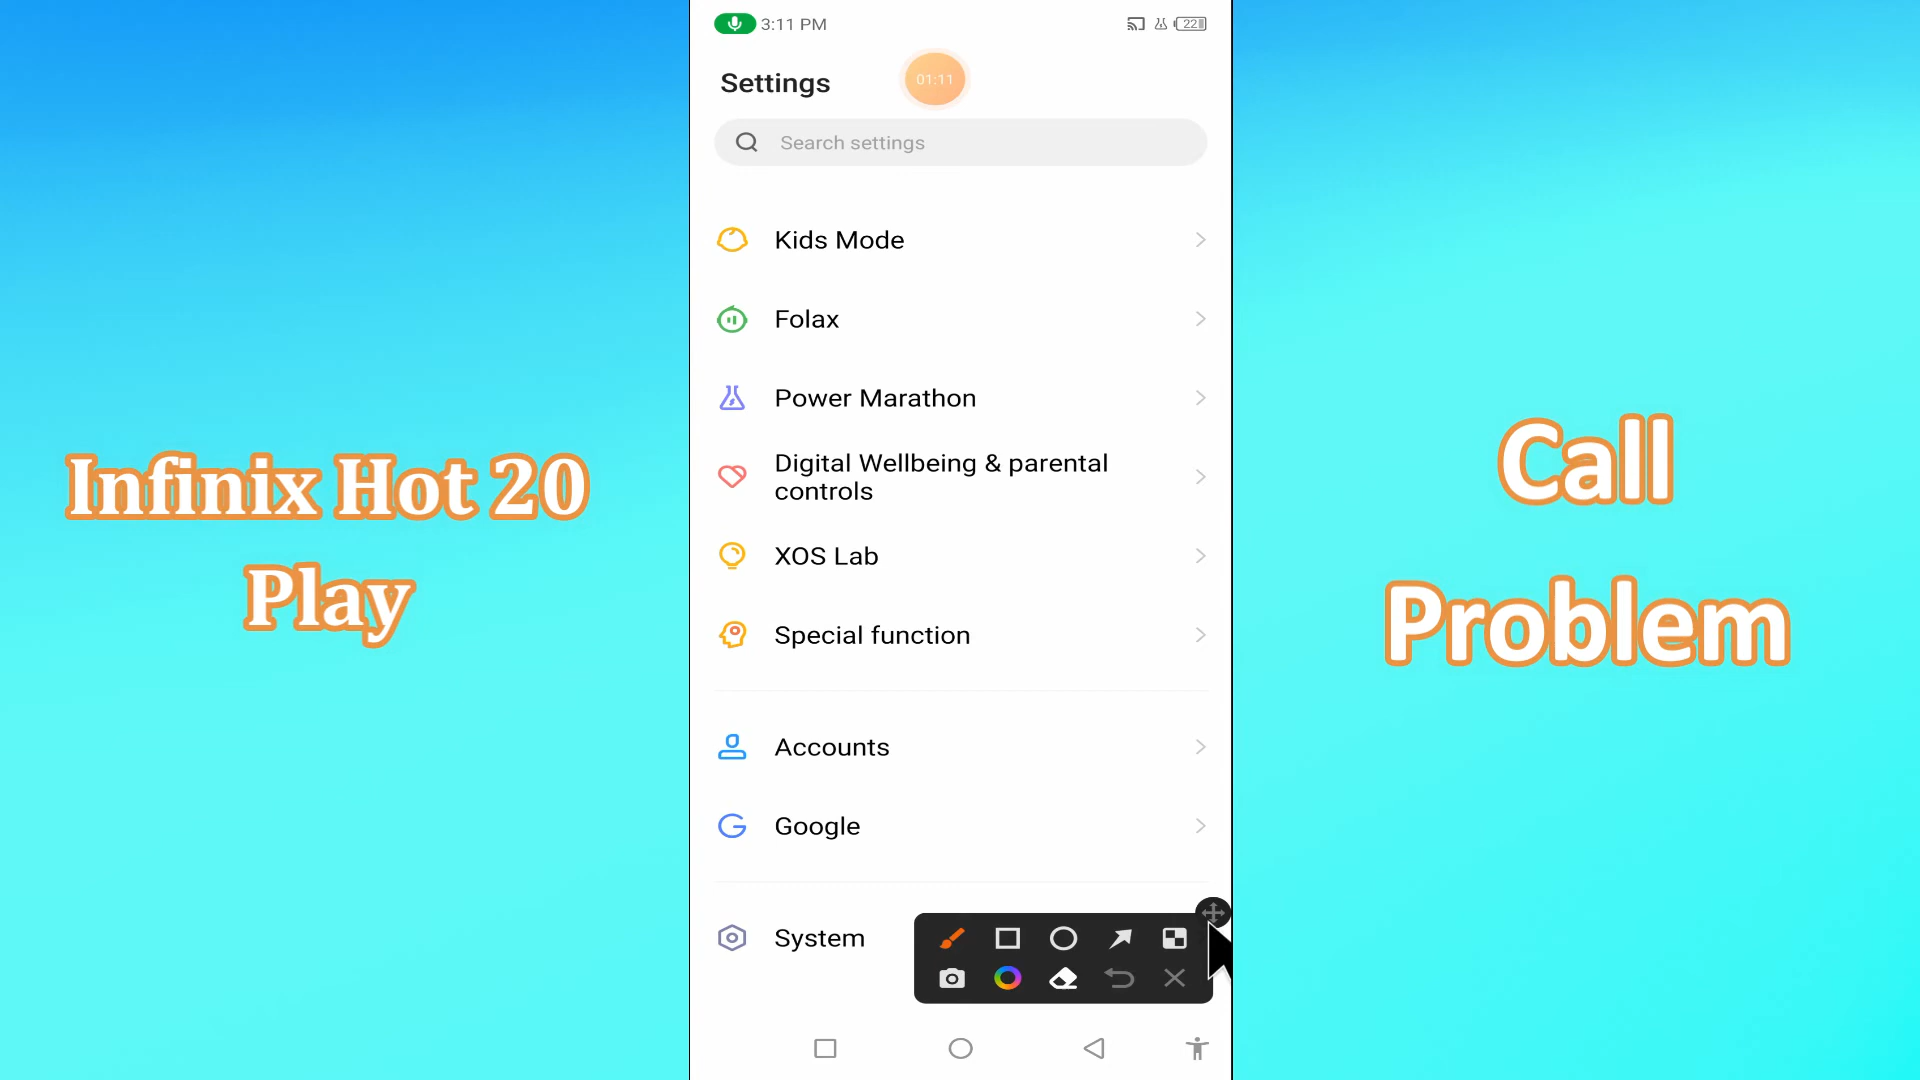 3:11 PM
22
Settings
01:11
Search settings
Kids Mode
Folax
Power Marathon
Digital Wellbeing & parental
controls
XOS Lab
Special function
Accounts
Google
System
Infinix Hot 20
Play
Call
Problem